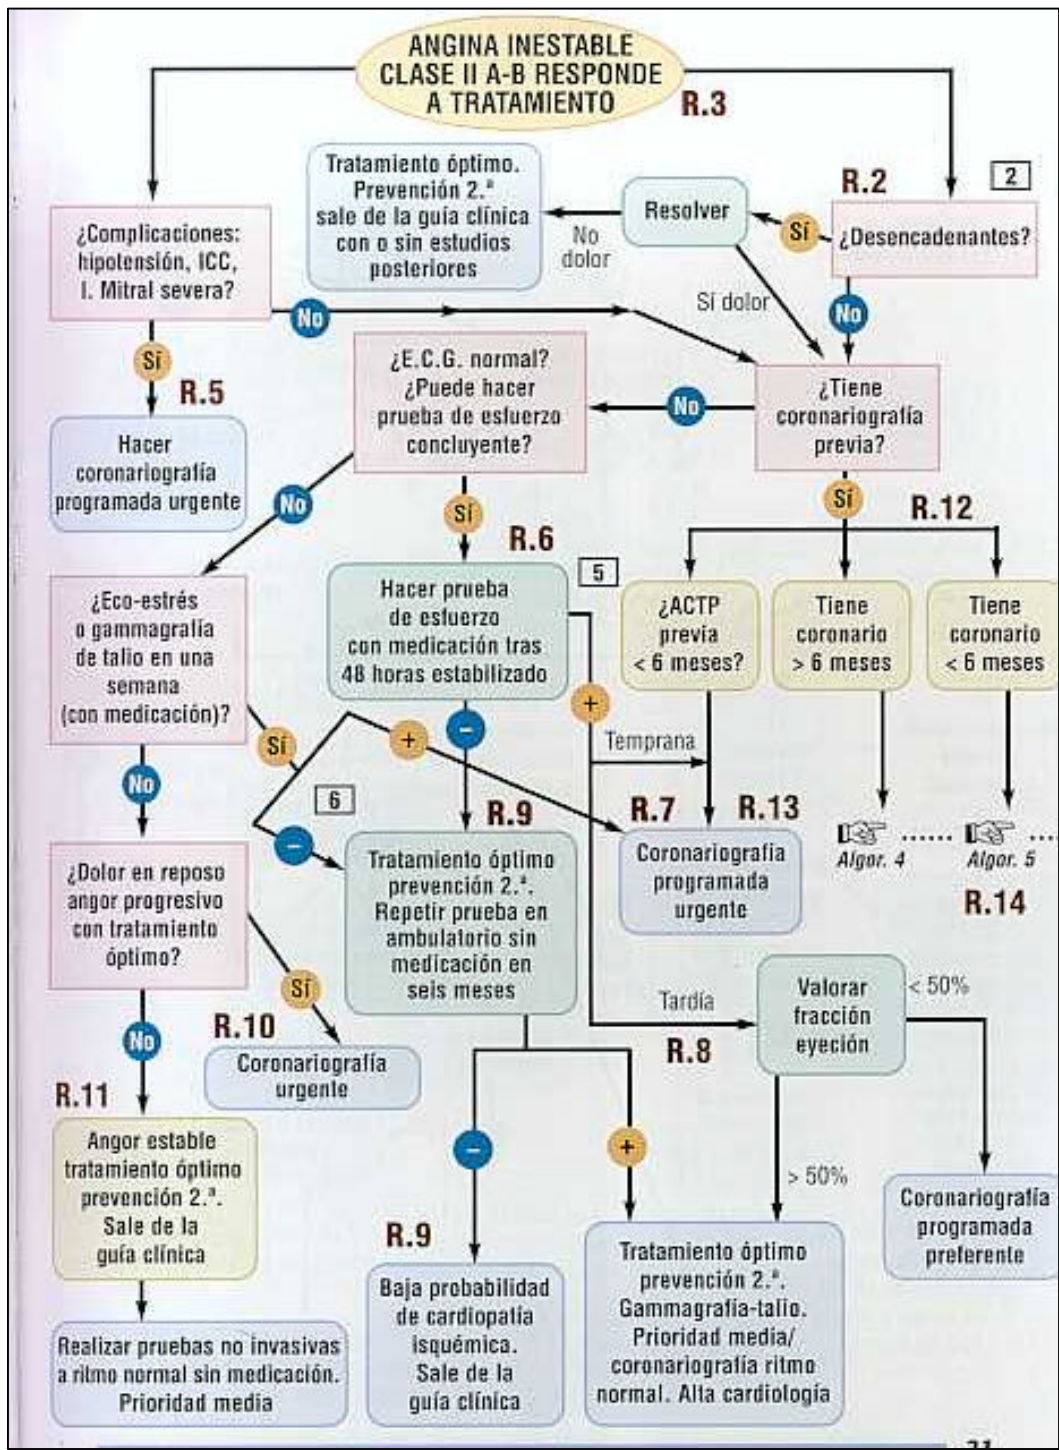 ANGINA INESTABLE
CLASE II A-B RESPONDE
A TRATAMIENTO
R.3
Tratamiento óptimo.
Prevención 2.ª
sale de la guía clínica
con o sin estudios
posteriores
No
dolor
Resolver
Sí
R.2
2
¿Desencadenantes?
¿Complicaciones:
hipotensión, ICC,
I. Mitral severa?
No
Sí dolor
No
Sí
R.5
Hacer
coronariografía
programada urgente
¿E.C.G. normal?
¿Puede hacer
prueba de esfuerzo
concluyente?
No
¿Tiene
coronariografía
previa?
No
Sí
R.6
Sí
R.12
¿Eco-estrés
o gammagrafía
de talio en una
semana
(con medicación)?
Hacer prueba
de esfuerzo
con medicación tras
48 horas estabilizado
5
¿ACTP
previa
< 6 meses?
Tiene
coronario
> 6 meses
Tiene
coronario
< 6 meses
Sí
+
−
+
Temprana
No
6
−
R.9
R.7
R.13
Algor. 4
Algor. 5
R.14
¿Dolor en reposo
angor progresivo
con tratamiento
óptimo?
Tratamiento óptimo
prevención 2.ª.
Repetir prueba en
ambulatorio sin
medicación en
seis meses
Coronariografía
programada
urgente
Sí
No
R.10
Coronariografía
urgente
Tardía
R.8
Valorar
fracción
eyeción
< 50%
R.11
Angor estable
tratamiento óptimo
prevención 2.ª.
Sale de la
guía clínica
−
+
> 50%
Coronariografía
programada
preferente
R.9
Realizar pruebas no invasivas
a ritmo normal sin medicación.
Prioridad media
Baja probabilidad
de cardiopatía
isquémica.
Sale de la
guía clínica
Tratamiento óptimo
prevención 2.ª.
Gammagrafía-talio.
Prioridad media/
coronariografía ritmo
normal. Alta cardiología